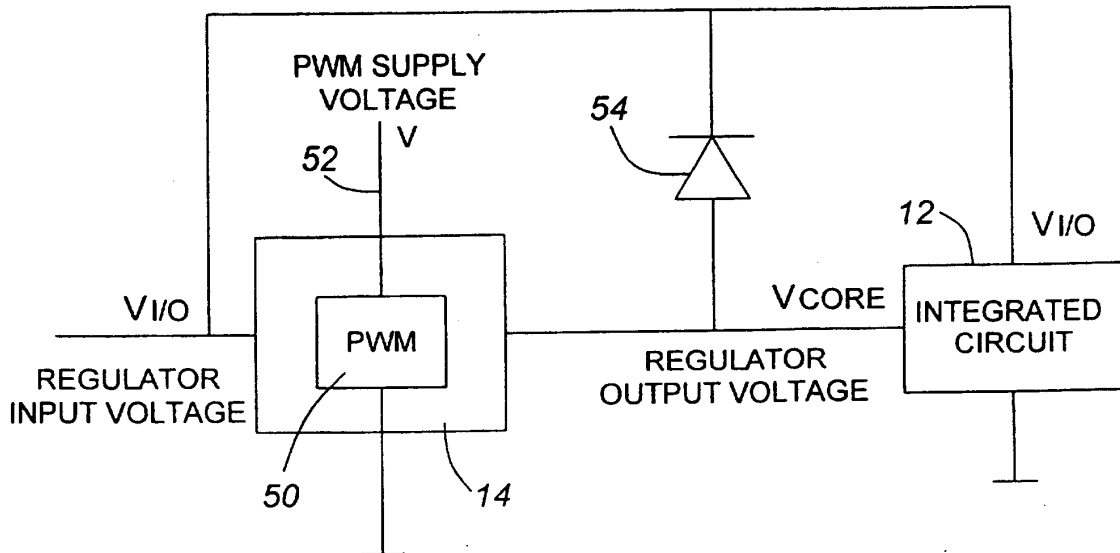 PWM SUPPLY
VOLTAGE
V
52
54
12
VI/O
VI/O
VCORE
INTEGRATED
CIRCUIT
PWM
REGULATOR
INPUT VOLTAGE
REGULATOR
OUTPUT VOLTAGE
50
14